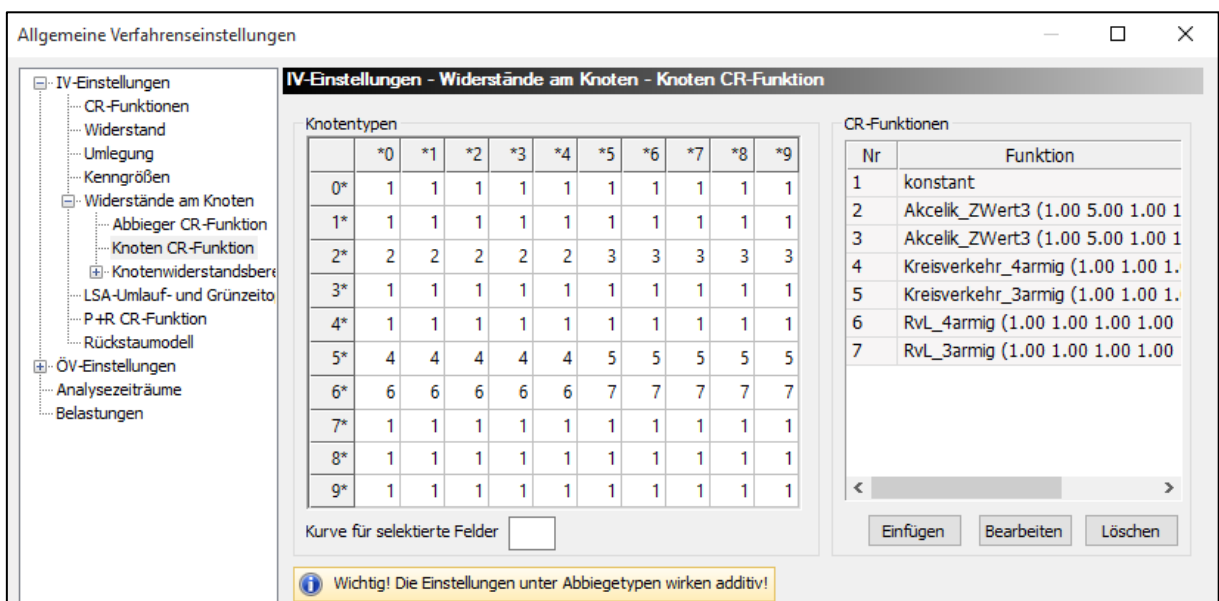 Allgemeine Verfahrenseinstellungen
IV-Einstellungen
CR-Funktionen
Widerstand
Umlegung
Kenngrößen
Widerstände am Knoten
Abbieger CR-Funktion
Knoten CR-Funktion
Knotenwiderstandsbere
LSA-Umlauf- und Grünzeito
P+R CR-Funktion
Rückstaumodell
ÖV-Einstellungen
Analysezeiträume
Belastungen
IV-Einstellungen - Widerstände am Knoten - Knoten CR-Funktion
Knotentypen
*0 *1 *2 *3 *4 *5 *6 *7 *8 *9
0* 1 1 1 1 1 1 1 1 1 1
1* 1 1 1 1 1 1 1 1 1 1
2* 2 2 2 2 2 3 3 3 3 3
3* 1 1 1 1 1 1 1 1 1 1
4* 1 1 1 1 1 1 1 1 1 1
5* 4 4 4 4 4 5 5 5 5 5
6* 6 6 6 6 6 7 7 7 7 7
7* 1 1 1 1 1 1 1 1 1 1
8* 1 1 1 1 1 1 1 1 1 1
9* 1 1 1 1 1 1 1 1 1 1
Kurve für selektierte Felder
Wichtig! Die Einstellungen unter Abbiegetypen wirken additiv!
CR-Funktionen
Nr Funktion
1 konstant
2 Akcelik_ZWert3 (1.00 5.00 1.00 1
3 Akcelik_ZWert3 (1.00 5.00 1.00 1
4 Kreisverkehr_4armig (1.00 1.00 1.
5 Kreisverkehr_3armig (1.00 1.00 1.
6 RvL_4armig (1.00 1.00 1.00 1.00
7 RvL_3armig (1.00 1.00 1.00 1.00
Einfügen Bearbeiten Löschen